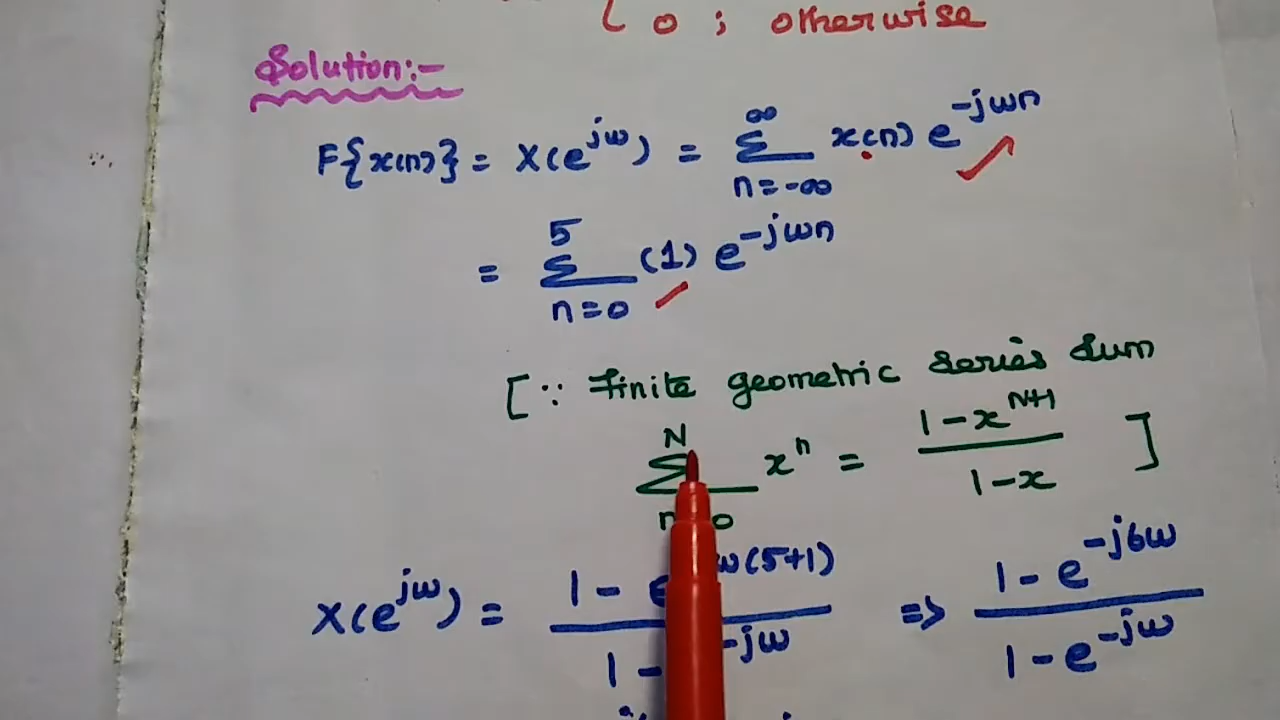 { 0 ; otherwise
Solution:-
F{x(n)} = X(e^jω) = Σ_{n=-∞}^{∞} x(n) e^-jωn
= Σ_{n=0}^{5} (1) e^-jωn
[∵ Finite geometric series sum
Σ^{N} x^n = (1-x^N+1)/(1-x) ]
X(e^jω) = (1-e ω(5+1))/(1- -jω) => (1-e^-j6ω)/(1-e^-jω)